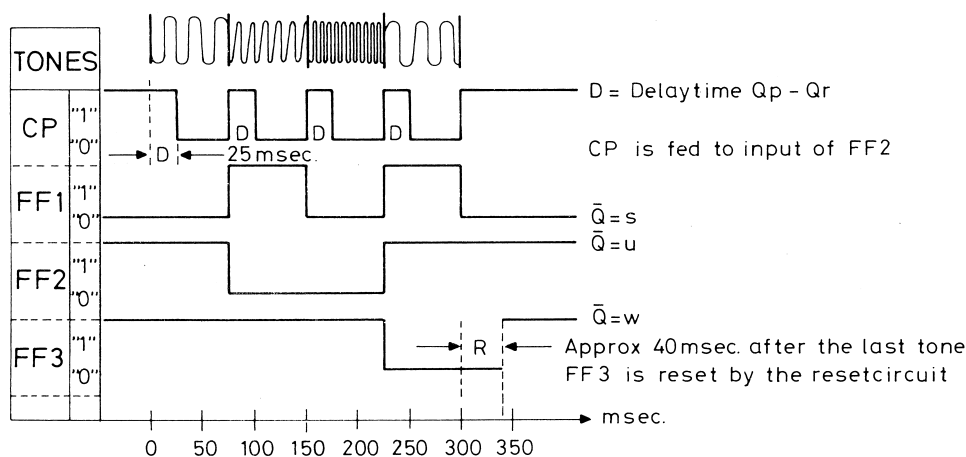 TONES
D = Delaytime Qp - Qr
CP "1" "0"
D D D D
25 msec.
CP is fed to input of FF2
FF1 "1" "0"
Q̄ = s
Q̄ = u
FF2 "1" "0"
Q̄ = w
FF3 "1" "0"
R
Approx 40 msec. after the last tone
FF3 is reset by the resetcircuit
msec.
0 50 100 150 200 250 300 350